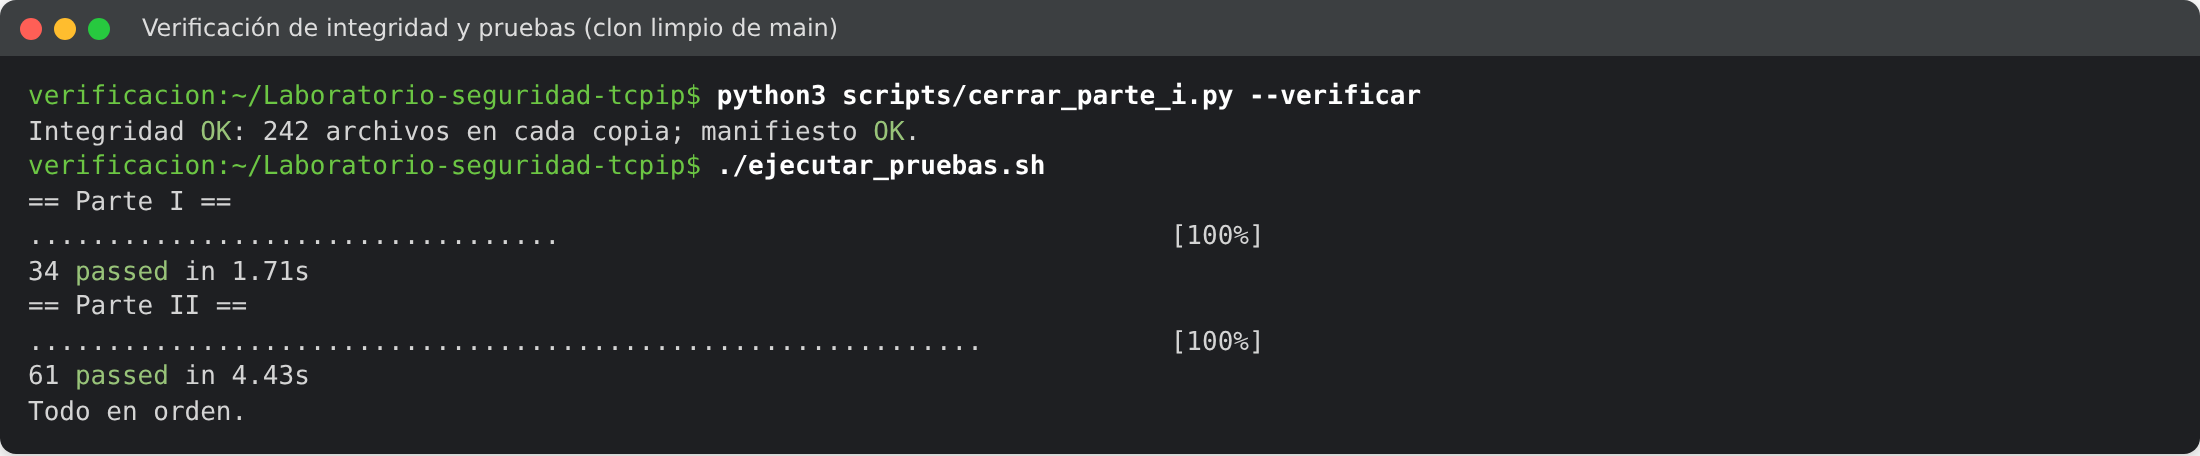 Verificación de integridad y pruebas (clon limpio de main)
verificacion:~/Laboratorio-seguridad-tcpip$ python3 scripts/cerrar_parte_i.py --verificar
Integridad OK: 242 archivos en cada copia; manifiesto OK.
verificacion:~/Laboratorio-seguridad-tcpip$ ./ejecutar_pruebas.sh
== Parte I ==
.................................. [100%]
34 passed in 1.71s
== Parte II ==
............................................................. [100%]
61 passed in 4.43s
Todo en orden.